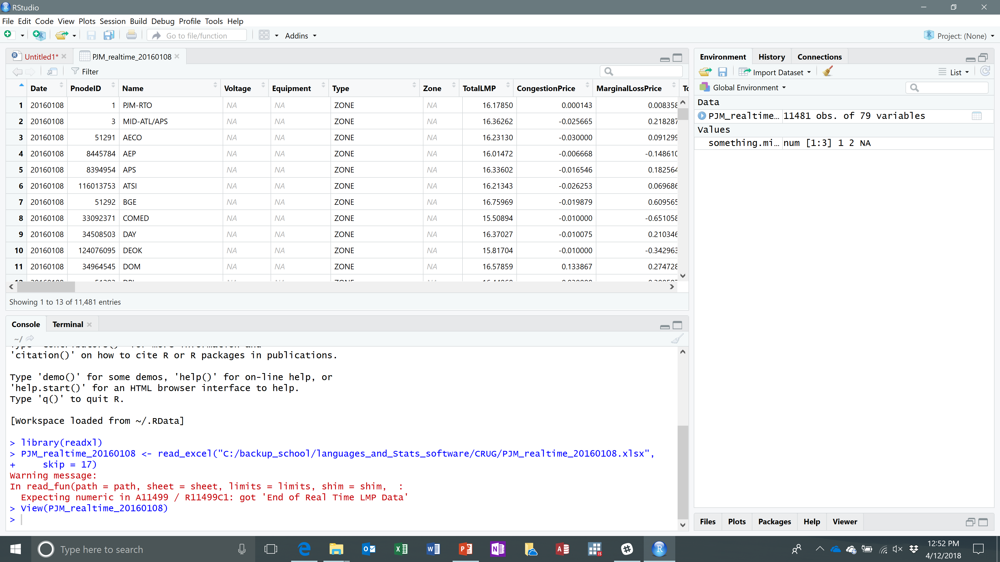 RStudio
File Edit Code View Plots Session Build Debug Profile Tools Help
Go to file/function Addins Project: (None)
Untitled1* PJM_realtime_20160108
Filter
Date PnodeID Name Voltage Equipment Type Zone TotalLMP CongestionPrice MarginalLossPrice
1 20160108 1 PJM-RTO NA NA ZONE NA 16.17850 0.000143 0.008358
2 20160108 3 MID-ATL/APS NA NA ZONE NA 16.36262 -0.025665 0.218287
3 20160108 51291 AECO NA NA ZONE NA 16.23130 -0.030000 0.091299
4 20160108 8445784 AEP NA NA ZONE NA 16.01472 -0.006668 -0.148610
5 20160108 8394954 APS NA NA ZONE NA 16.33602 -0.016546 0.182564
6 20160108 116013753 ATSI NA NA ZONE NA 16.21343 -0.026253 0.069686
7 20160108 51292 BGE NA NA ZONE NA 16.75969 -0.019879 0.609565
8 20160108 33092371 COMED NA NA ZONE NA 15.50894 -0.010000 -0.651058
9 20160108 34508503 DAY NA NA ZONE NA 16.37027 -0.010075 0.210346
10 20160108 124076095 DEOK NA NA ZONE NA 15.81704 -0.010000 -0.342963
11 20160108 34964545 DOM NA NA ZONE NA 16.57859 0.133867 0.274728
Showing 1 to 13 of 11,481 entries
Console Terminal
~/
'citation()' on how to cite R or R packages in publications.
Type 'demo()' for some demos, 'help()' for on-line help, or
'help.start()' for an HTML browser interface to help.
Type 'q()' to quit R.
[Workspace loaded from ~/.RData]
> library(readxl)
> PJM_realtime_20160108 <- read_excel("C:/backup_school/languages_and_Stats_software/CRUG/PJM_realtime_20160108.xlsx",
+ skip = 17)
Warning message:
In read_fun(path = path, sheet = sheet, limits = limits, shim = shim, :
Expecting numeric in A11499 / R11499C1: got 'End of Real Time LMP Data'
> View(PJM_realtime_20160108)
>
Environment History Connections
Import Dataset List
Global Environment
Data
PJM_realtime… 11481 obs. of 79 variables
Values
something.mi… num [1:3] 1 2 NA
Files Plots Packages Help Viewer
Type here to search
15
12:52 PM
4/12/2018